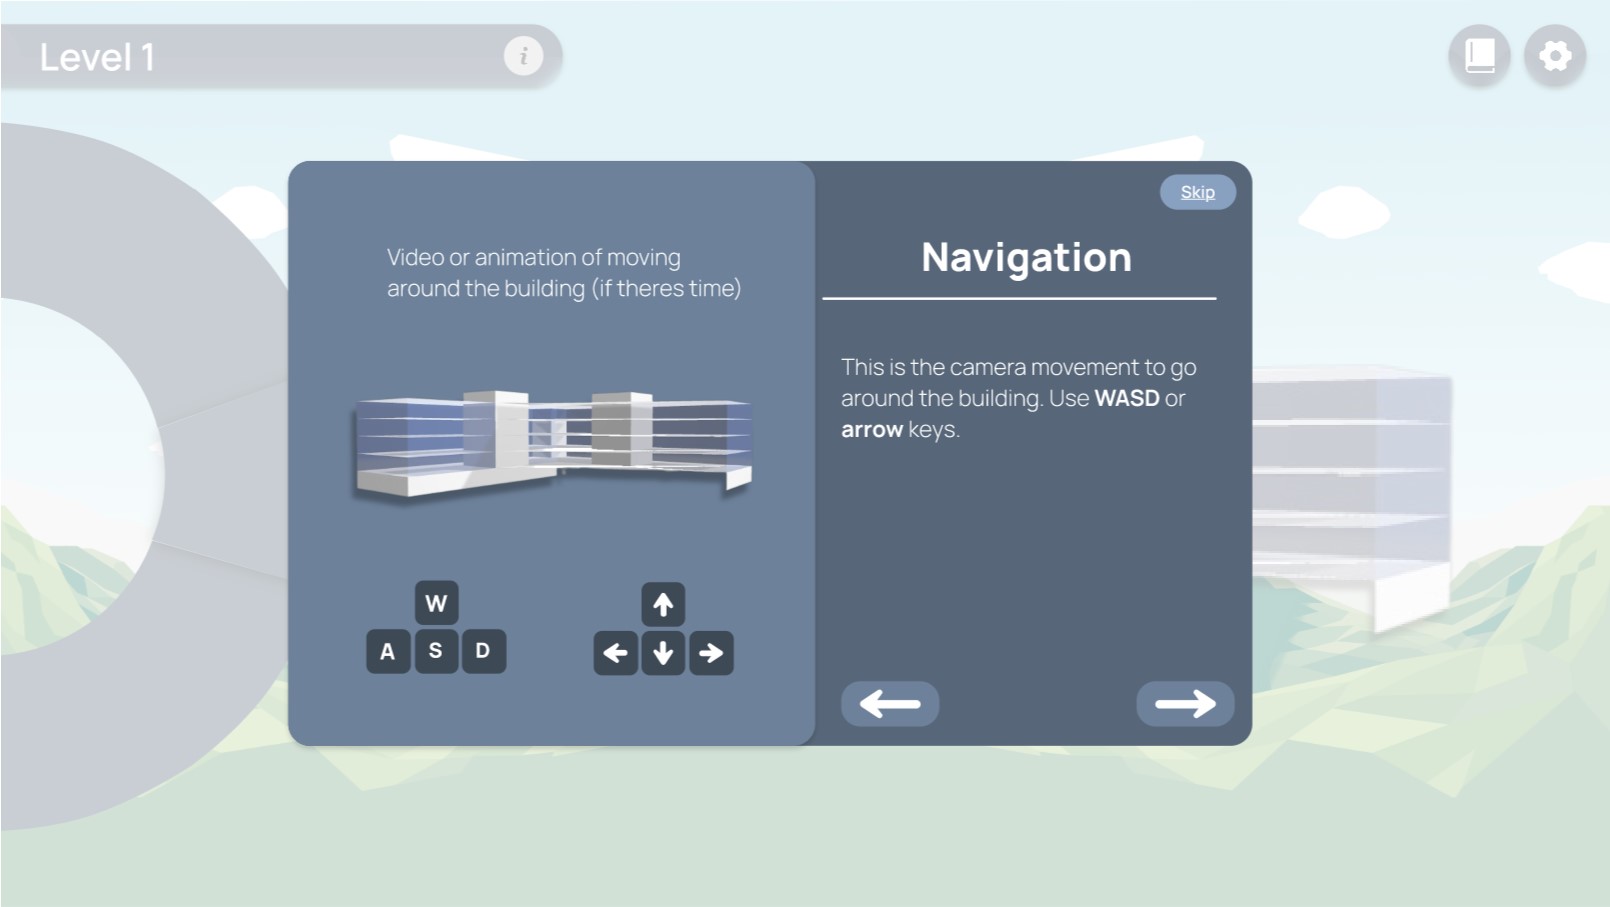 Level 1
i
Skip
Video or animation of moving
around the building (if theres time)
Navigation
This is the camera movement to go
around the building. Use WASD or
arrow keys.
W
A S D